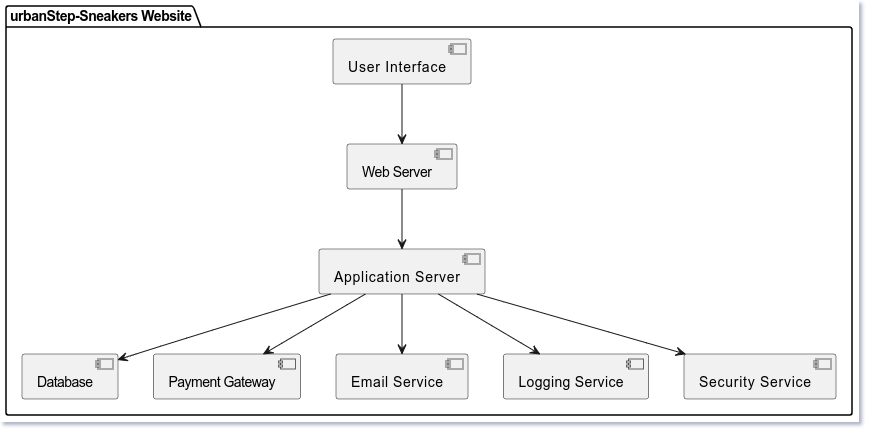 urbanStep-Sneakers Website
User Interface
Web Server
Application Server
Database
Payment Gateway
Email Service
Logging Service
Security Service